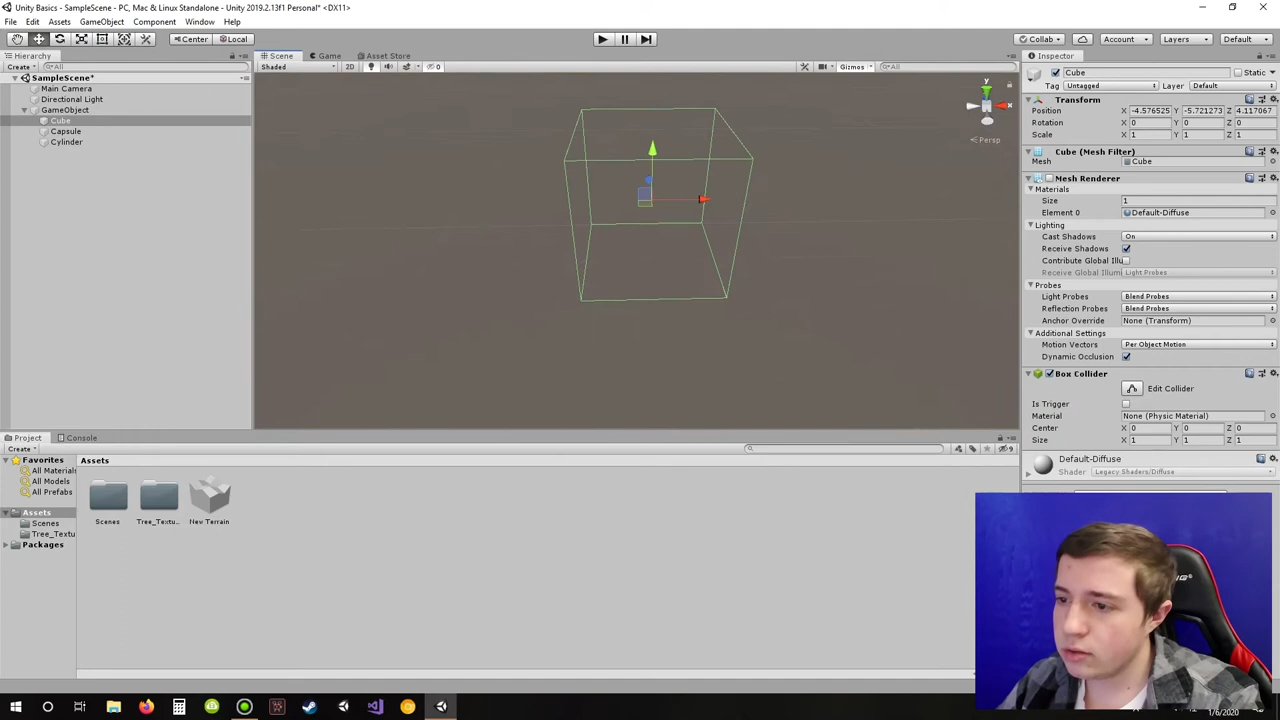 Unity Basics - SampleScene - PC, Mac & Linux Standalone - Unity 2019.2.13f1 Personal* <DX11>
File Edit Assets GameObject Component Window Help
Center Local Collab Account Layers Default
Hierarchy
Create All
SampleScene*
Main Camera
Directional Light
GameObject
Cube
Capsule
Cylinder
Scene Game Asset Store
Shaded 2D 0 Gizmos All
y
x
Persp
Inspector
Cube Static
Tag Untagged Layer Default
Transform
Position X -4.576525 Y -5.721273 Z 4.117067
Rotation X 0 Y 0 Z 0
Scale X 1 Y 1 Z 1
Cube (Mesh Filter)
Mesh Cube
Mesh Renderer
Materials
Size 1
Element 0 Default-Diffuse
Lighting
Cast Shadows On
Receive Shadows
Contribute Global Illu
Receive Global Illumin Light Probes
Probes
Light Probes Blend Probes
Reflection Probes Blend Probes
Anchor Override None (Transform)
Additional Settings
Motion Vectors Per Object Motion
Dynamic Occlusion
Box Collider
Edit Collider
Is Trigger
Material None (Physic Material)
Center X 0 Y 0 Z 0
Size X 1 Y 1 Z 1
Default-Diffuse
Shader Legacy Shaders/Diffuse
Project Console
Create 9
Favorites
All Materials
All Models
All Prefabs
Assets
Scenes
Tree_Textu
Packages
Assets
Scenes Tree_Textu... New Terrain
1/6/2020